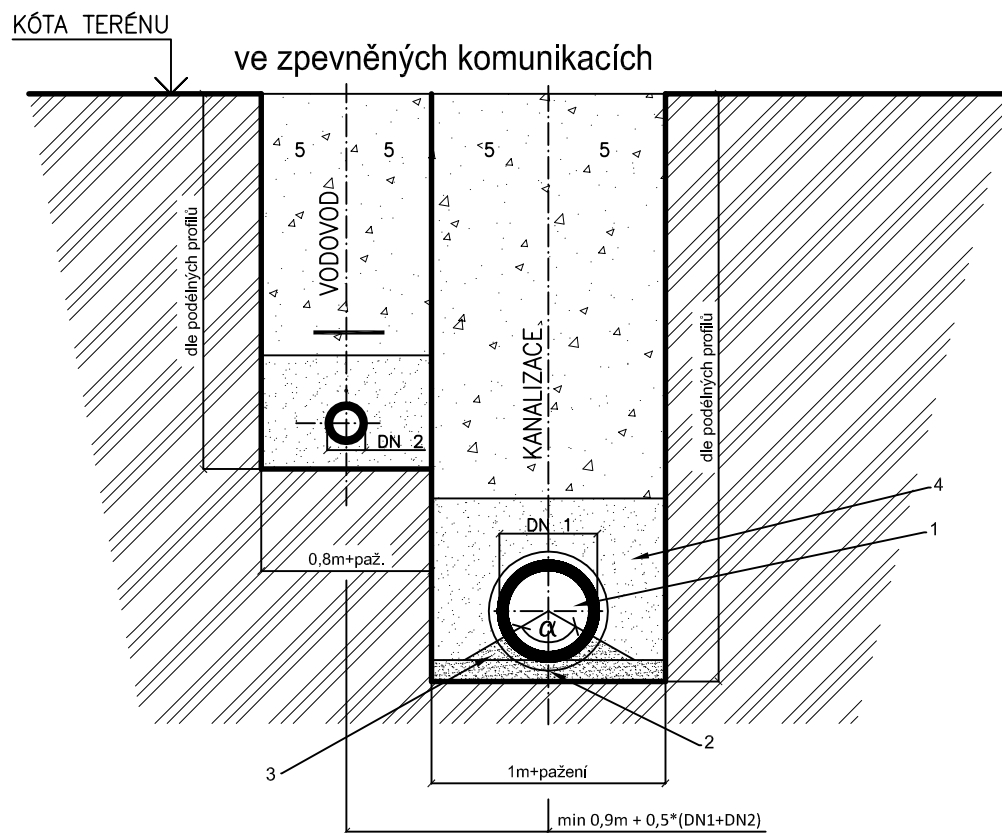 KÓTA TERÉNU
ve zpevněných komunikacích
5 5 5 5
dle podélných profilů
VODOVOD
KANALIZACE
dle podélných profilů
DN 2
4
DN 1
1
0,8m+paž.
α
2
3
1m+pažení
min 0,9m + 0,5*(DN1+DN2)